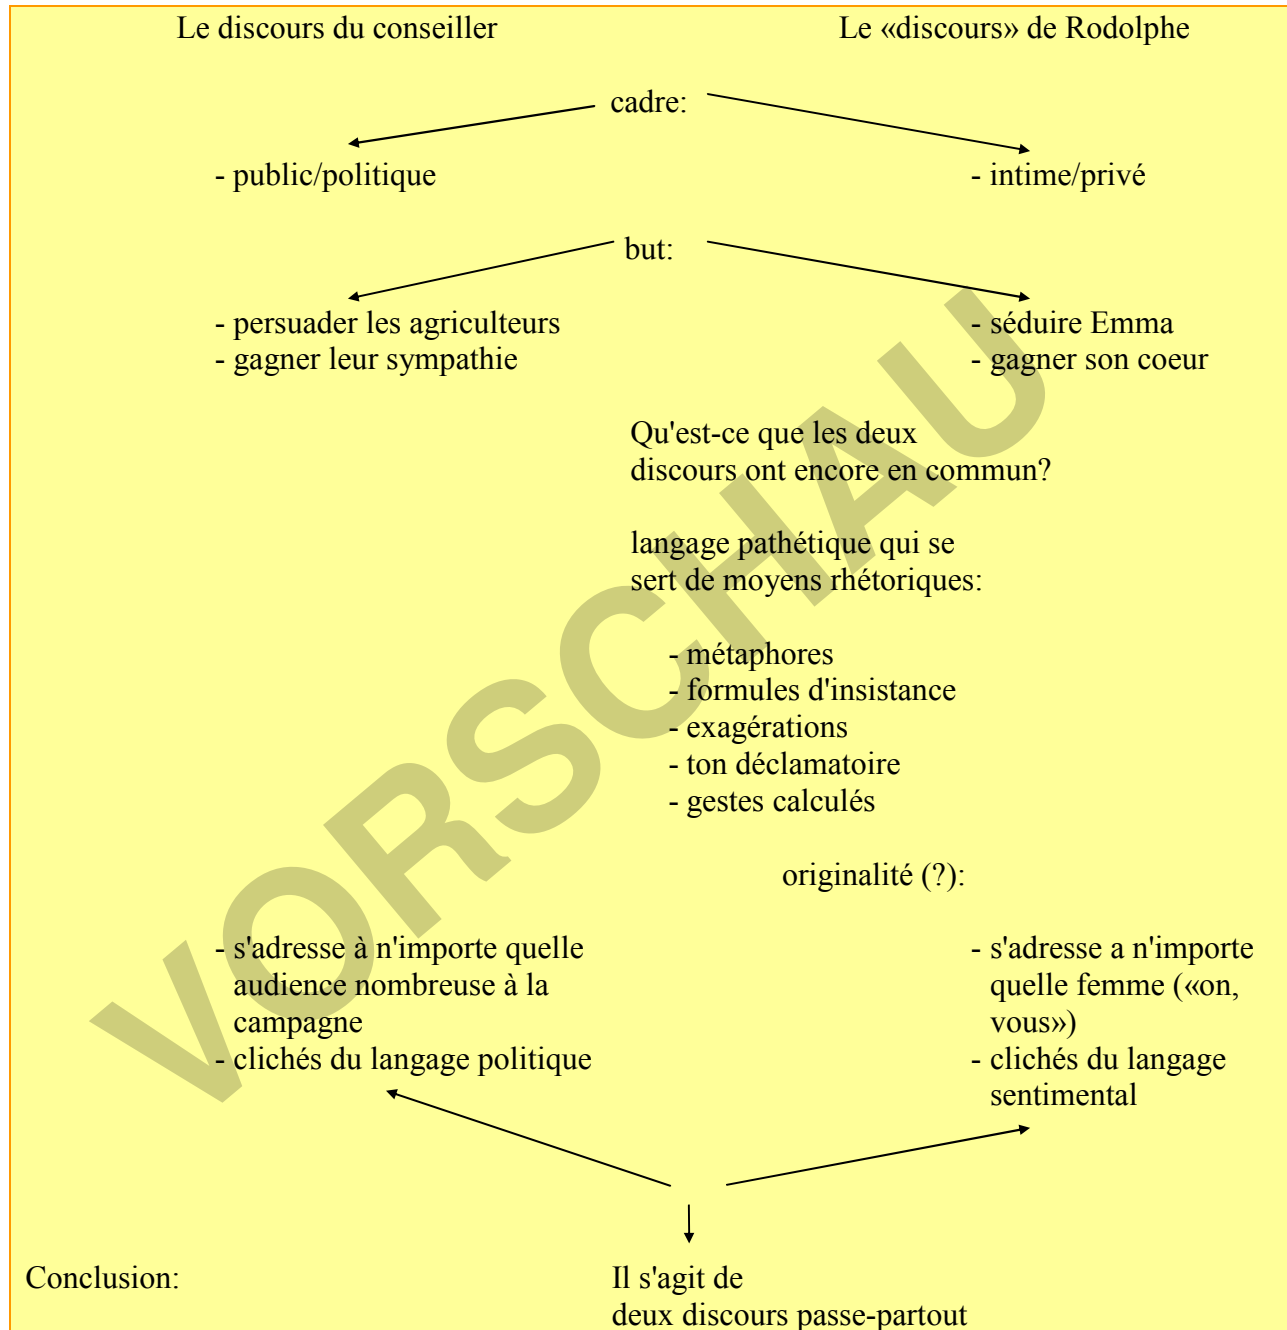 Le discours du conseiller
Le «discours» de Rodolphe
cadre:
- public/politique
- intime/privé
but:
- persuader les agriculteurs
- gagner leur sympathie
- séduire Emma
- gagner son coeur
Qu'est-ce que les deux
discours ont encore en commun?
langage pathétique qui se
sert de moyens rhétoriques:
- métaphores
- formules d'insistance
- exagérations
- ton déclamatoire
- gestes calculés
originalité (?):
- s'adresse à n'importe quelle
audience nombreuse à la
campagne
- clichés du langage politique
- s'adresse a n'importe
quelle femme («on,
vous»)
- clichés du langage
sentimental
Conclusion:
Il s'agit de
deux discours passe-partout
VORSCHAU